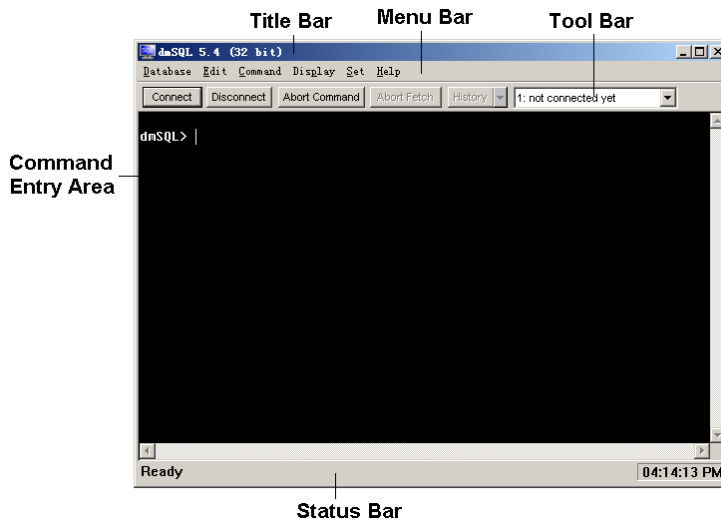 Title Bar
Menu Bar
Tool Bar
dmSQL 5.4 (32 bit)
Database Edit Command Display Set Help
Connect Disconnect Abort Command Abort Fetch History 1: not connected yet
dmSQL>
Command
Entry Area
Ready
04:14:13 PM
Status Bar